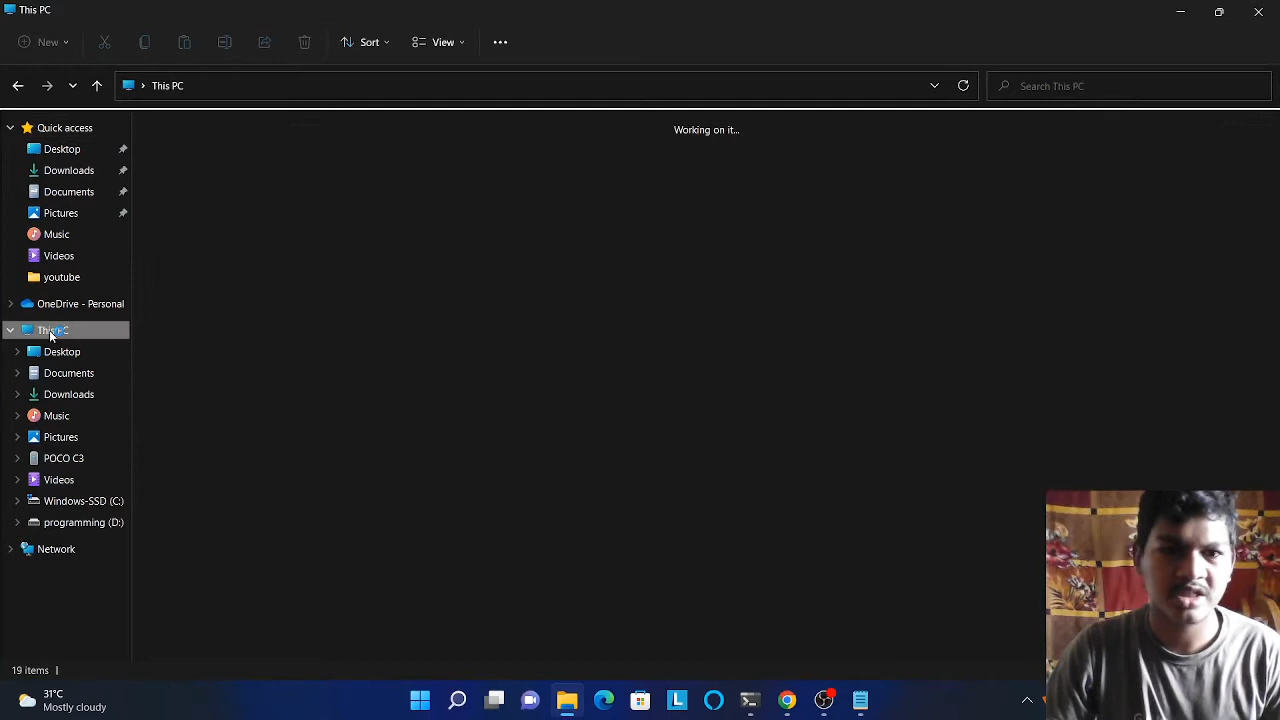 This PC
New
Sort
View
This PC
Search This PC
Quick access
Desktop
Downloads
Documents
Pictures
Music
Videos
youtube
OneDrive - Personal
This PC
Desktop
Documents
Downloads
Music
Pictures
POCO C3
Videos
Windows-SSD (C:)
programming (D:)
Network
Working on it...
19 items
31°C
Mostly cloudy